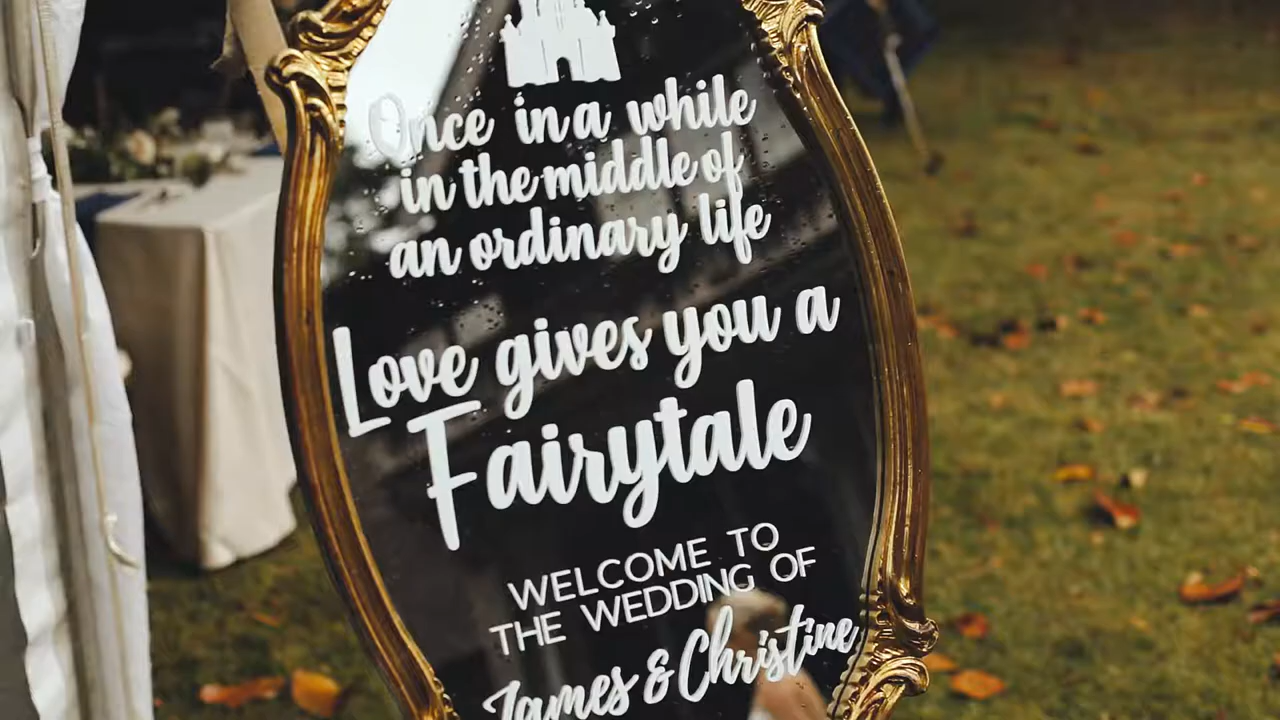 Once in a while
in the middle of
an ordinary life
Love gives you a
Fairytale
WELCOME TO
THE WEDDING OF
James & Christine